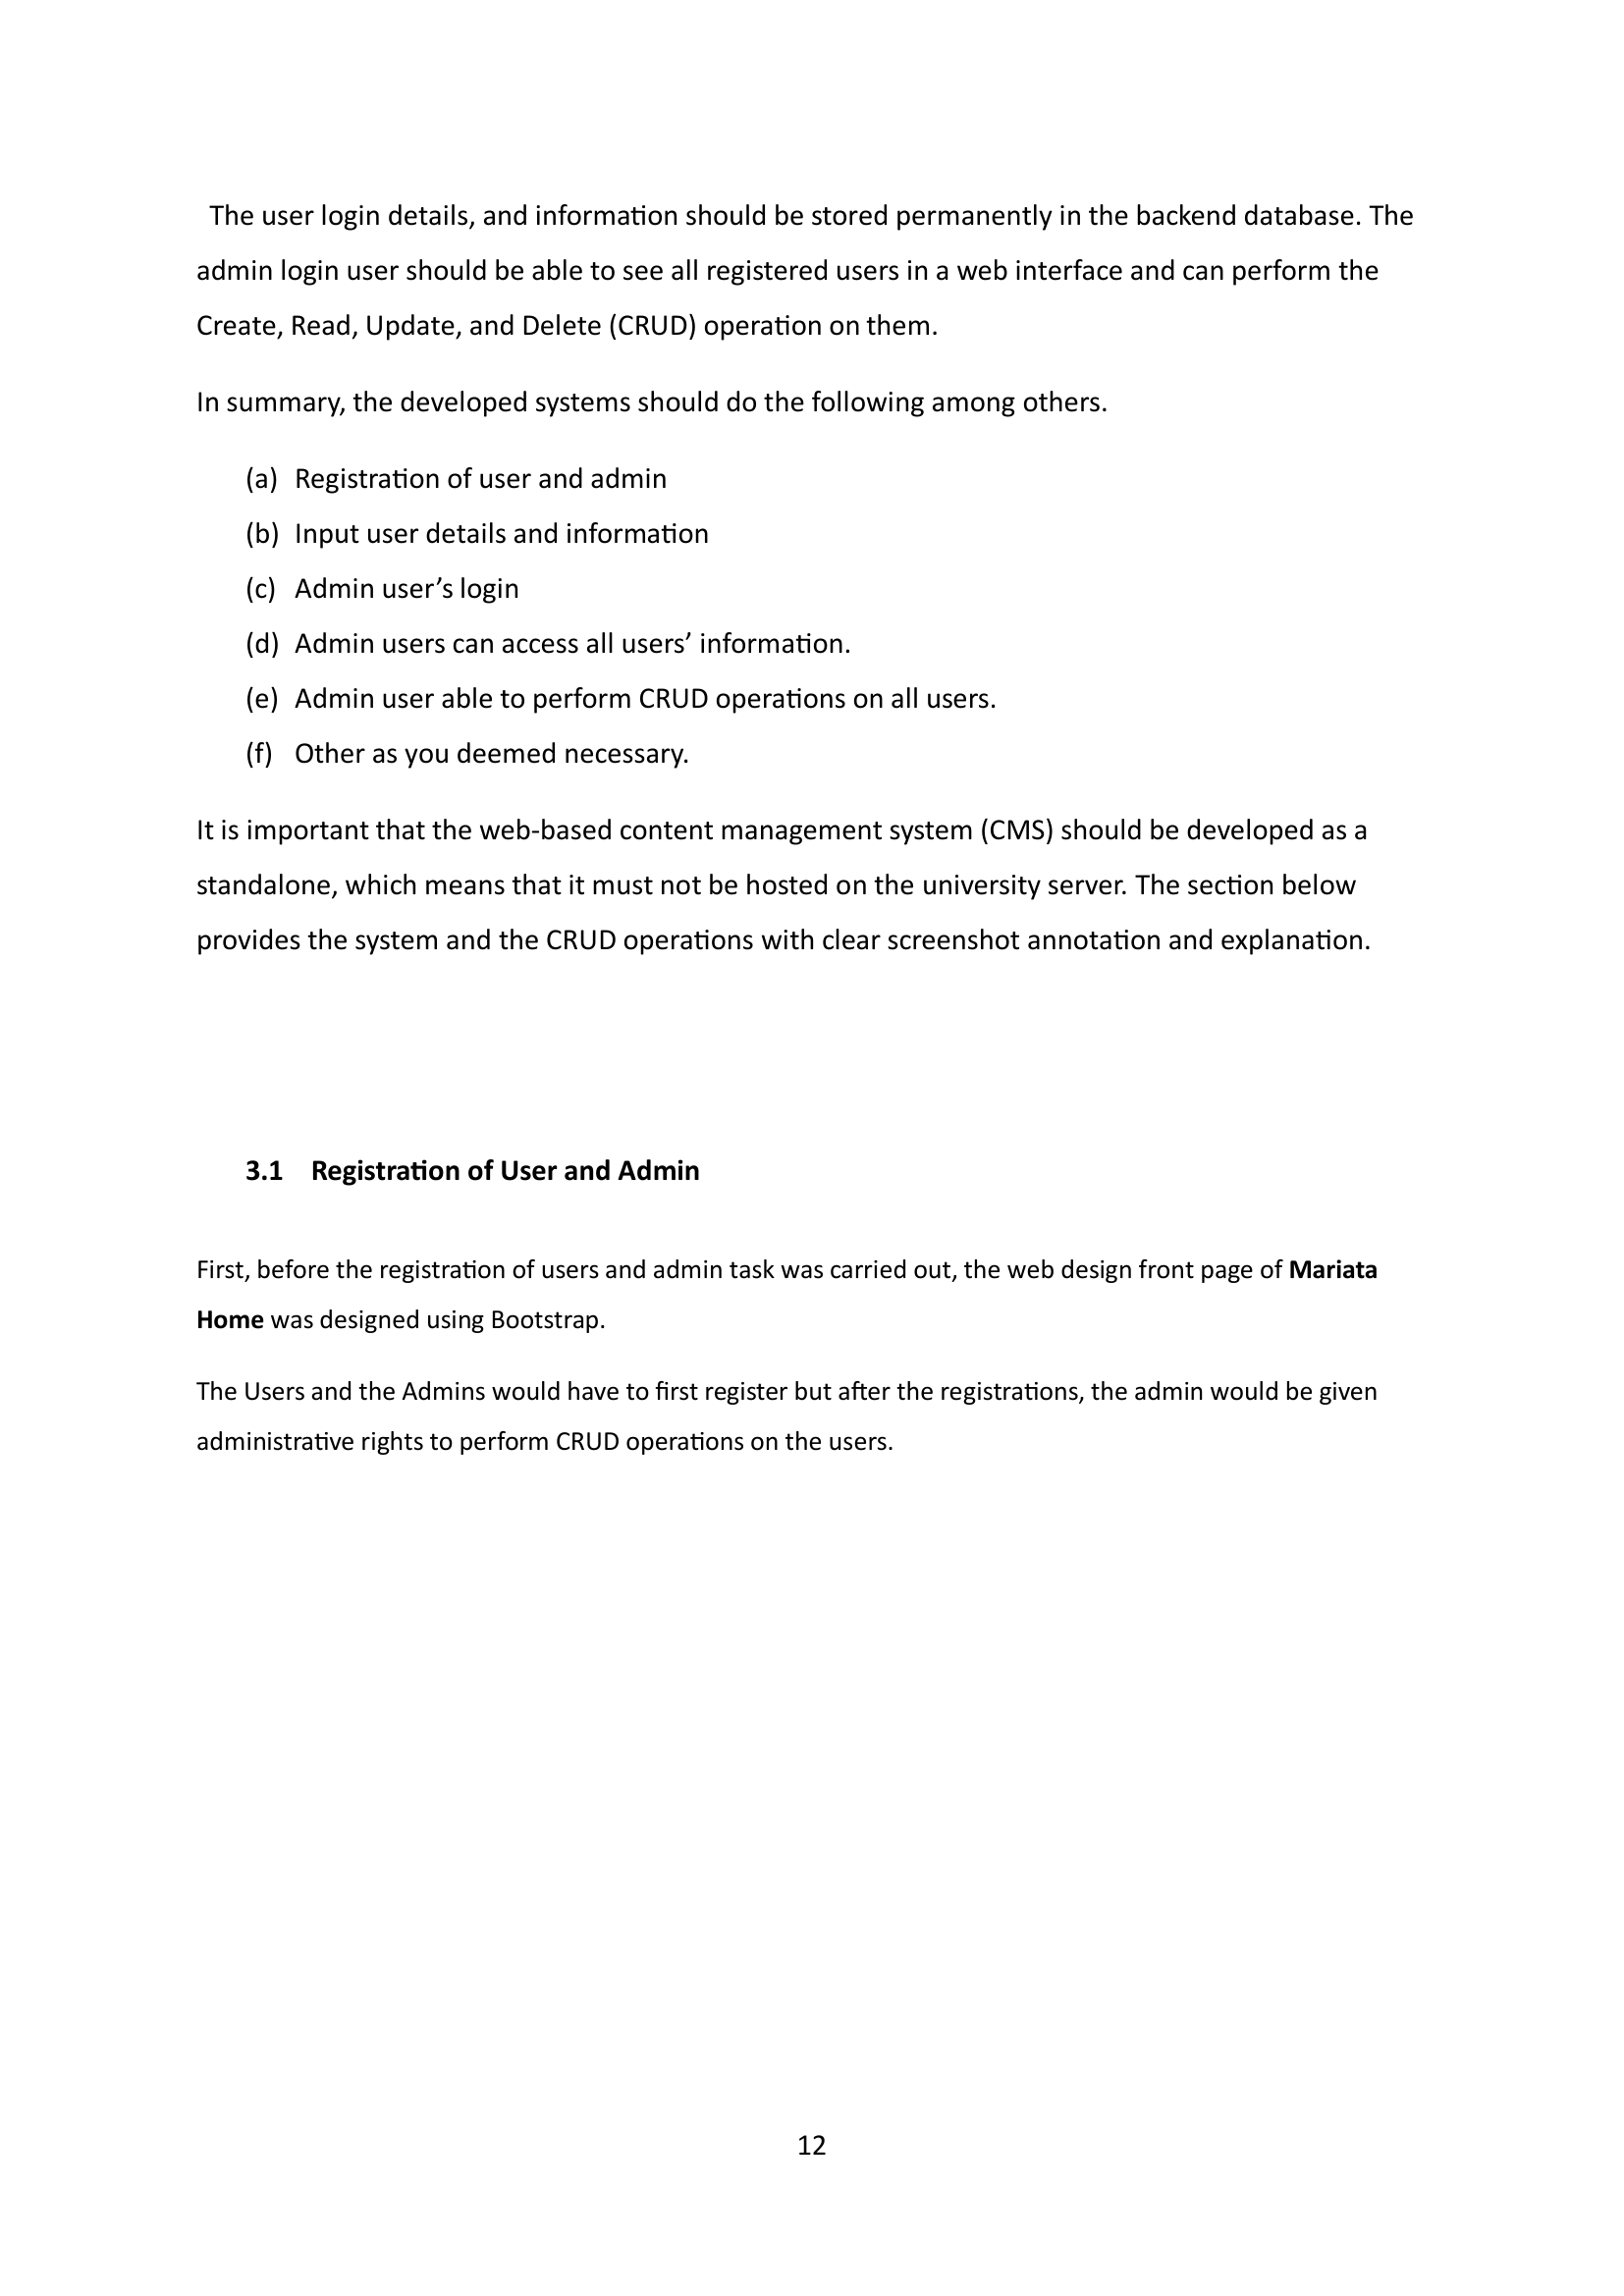 The user login details, and information should be stored permanently in the backend database. The
admin login user should be able to see all registered users in a web interface and can perform the
Create, Read, Update, and Delete (CRUD) operation on them.
In summary, the developed systems should do the following among others.
(a) Registration of user and admin
(b) Input user details and information
(c) Admin user’s login
(d) Admin users can access all users’ information.
(e) Admin user able to perform CRUD operations on all users.
(f) Other as you deemed necessary.
It is important that the web-based content management system (CMS) should be developed as a
standalone, which means that it must not be hosted on the university server. The section below
provides the system and the CRUD operations with clear screenshot annotation and explanation.
3.1 Registration of User and Admin
First, before the registration of users and admin task was carried out, the web design front page of Mariata
Home was designed using Bootstrap.
The Users and the Admins would have to first register but after the registrations, the admin would be given
administrative rights to perform CRUD operations on the users.
12